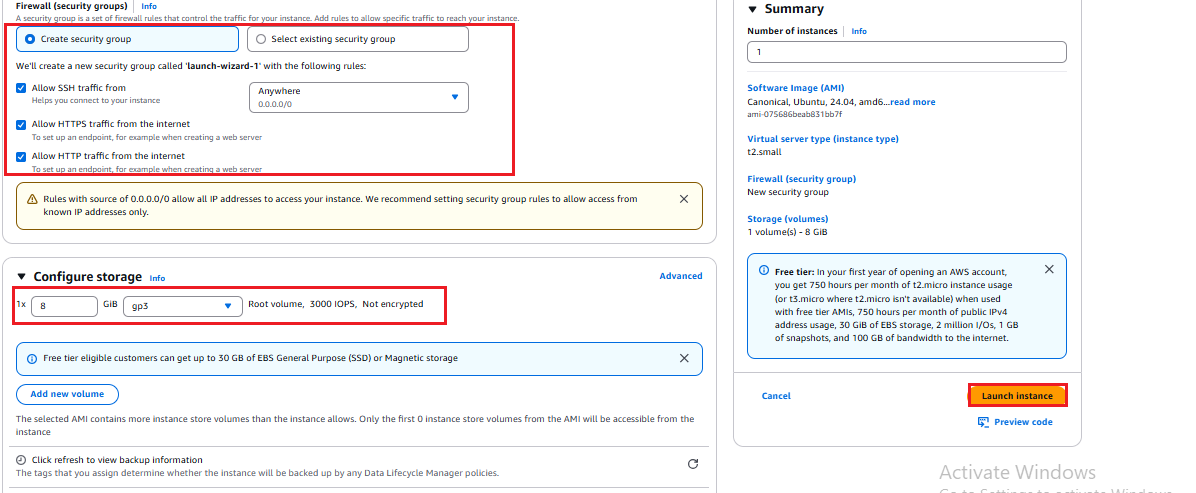 Firewall (security groups) Info
A security group is a set of firewall rules that control the traffic for your instance. Add rules to allow specific traffic to reach your instance.
Create security group
Select existing security group
We'll create a new security group called 'launch-wizard-1' with the following rules:
Allow SSH traffic from
Helps you connect to your instance
Anywhere
0.0.0.0/0
Allow HTTPS traffic from the internet
To set up an endpoint, for example when creating a web server
Allow HTTP traffic from the internet
To set up an endpoint, for example when creating a web server
Rules with source of 0.0.0.0/0 allow all IP addresses to access your instance. We recommend setting security group rules to allow access from
known IP addresses only.
Configure storage Info
Advanced
1x 8 GiB gp3 Root volume, 3000 IOPS, Not encrypted
Free tier eligible customers can get up to 30 GB of EBS General Purpose (SSD) or Magnetic storage
Add new volume
The selected AMI contains more instance store volumes than the instance allows. Only the first 0 instance store volumes from the AMI will be accessible from the
instance
Click refresh to view backup information
The tags that you assign determine whether the instance will be backed up by any Data Lifecycle Manager policies.
Summary
Number of instances Info
1
Software Image (AMI)
Canonical, Ubuntu, 24.04, amd6...read more
ami-075686beab831bb7f
Virtual server type (instance type)
t2.small
Firewall (security group)
New security group
Storage (volumes)
1 volume(s) - 8 GiB
Free tier: In your first year of opening an AWS account,
you get 750 hours per month of t2.micro instance usage
(or t3.micro where t2.micro isn't available) when used
with free tier AMIs, 750 hours per month of public IPv4
address usage, 30 GiB of EBS storage, 2 million I/Os, 1 GB
of snapshots, and 100 GB of bandwidth to the internet.
Cancel
Launch instance
Preview code
Activate Windows
Go to Settings to activate Windows.